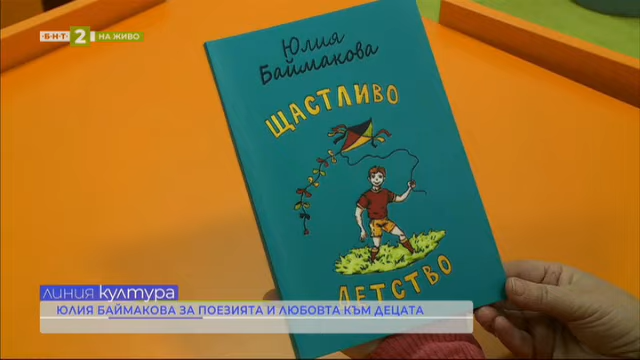 БНТ 2 НА ЖИВО
Юлия
Баймакова
ЩАСТЛИВО
ДЕТСТВО
ЛИНИЯ КУЛТУРА
ЮЛИЯ БАЙМАКОВА ЗА ПОЕЗИЯТА И ЛЮБОВТА КЪМ ДЕЦАТА